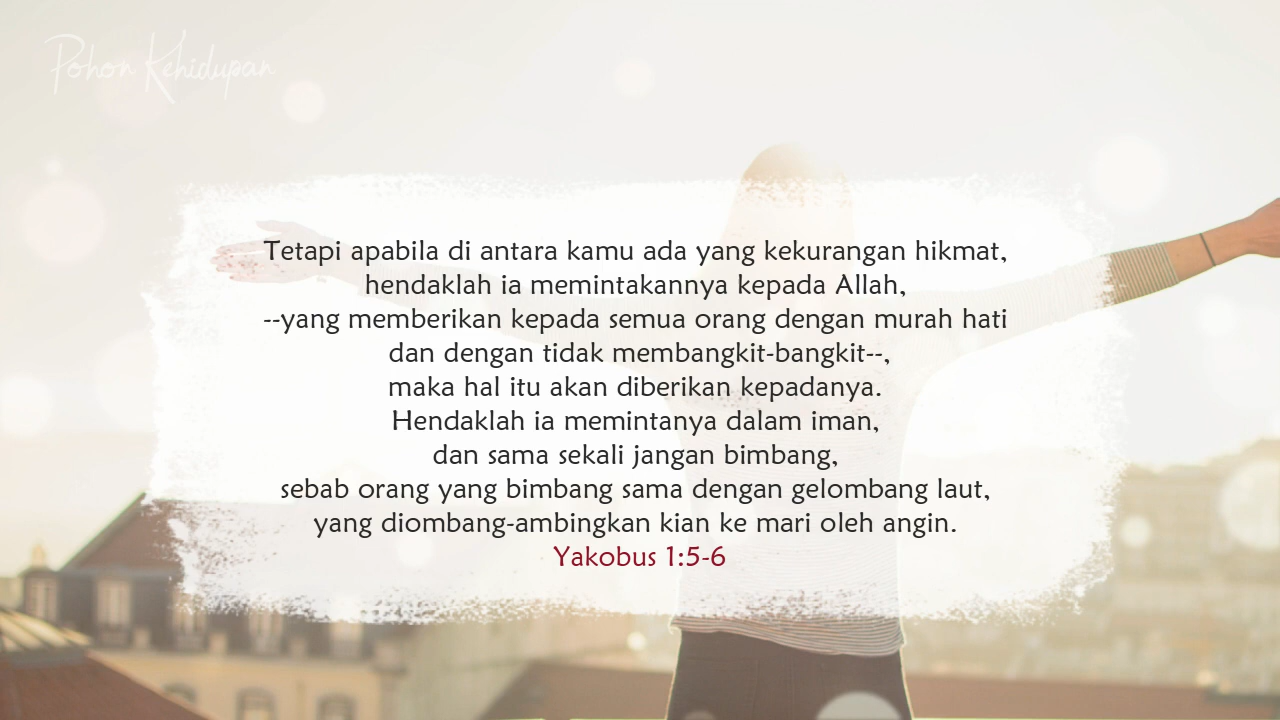 Pohon Kehidupan
Tetapi apabila di antara kamu ada yang kekurangan hikmat,
hendaklah ia memintakannya kepada Allah,
--yang memberikan kepada semua orang dengan murah hati
dan dengan tidak membangkit-bangkit--,
maka hal itu akan diberikan kepadanya.
Hendaklah ia memintanya dalam iman,
dan sama sekali jangan bimbang,
sebab orang yang bimbang sama dengan gelombang laut,
yang diombang-ambingkan kian ke mari oleh angin.
Yakobus 1:5-6